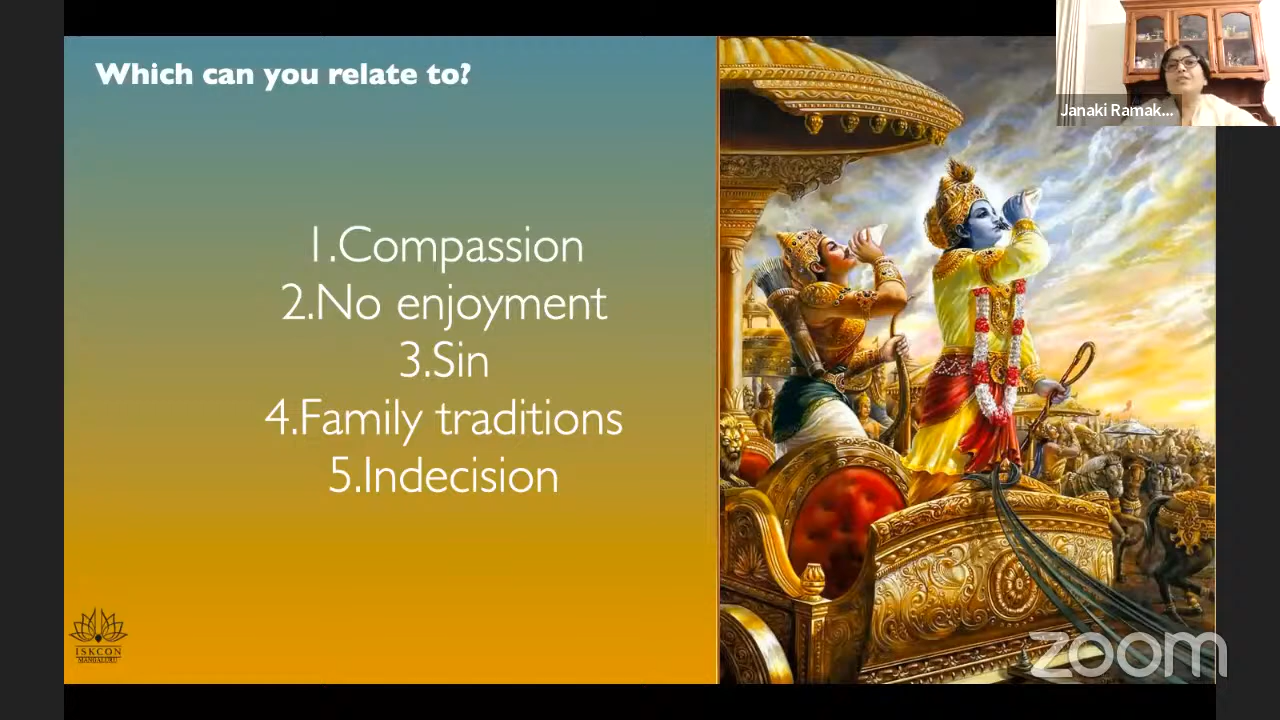 Which can you relate to?
Janaki Ramak...
1.Compassion
2.No enjoyment
3.Sin
4.Family traditions
5.Indecision
ISKCON
MANGALURU
zoom